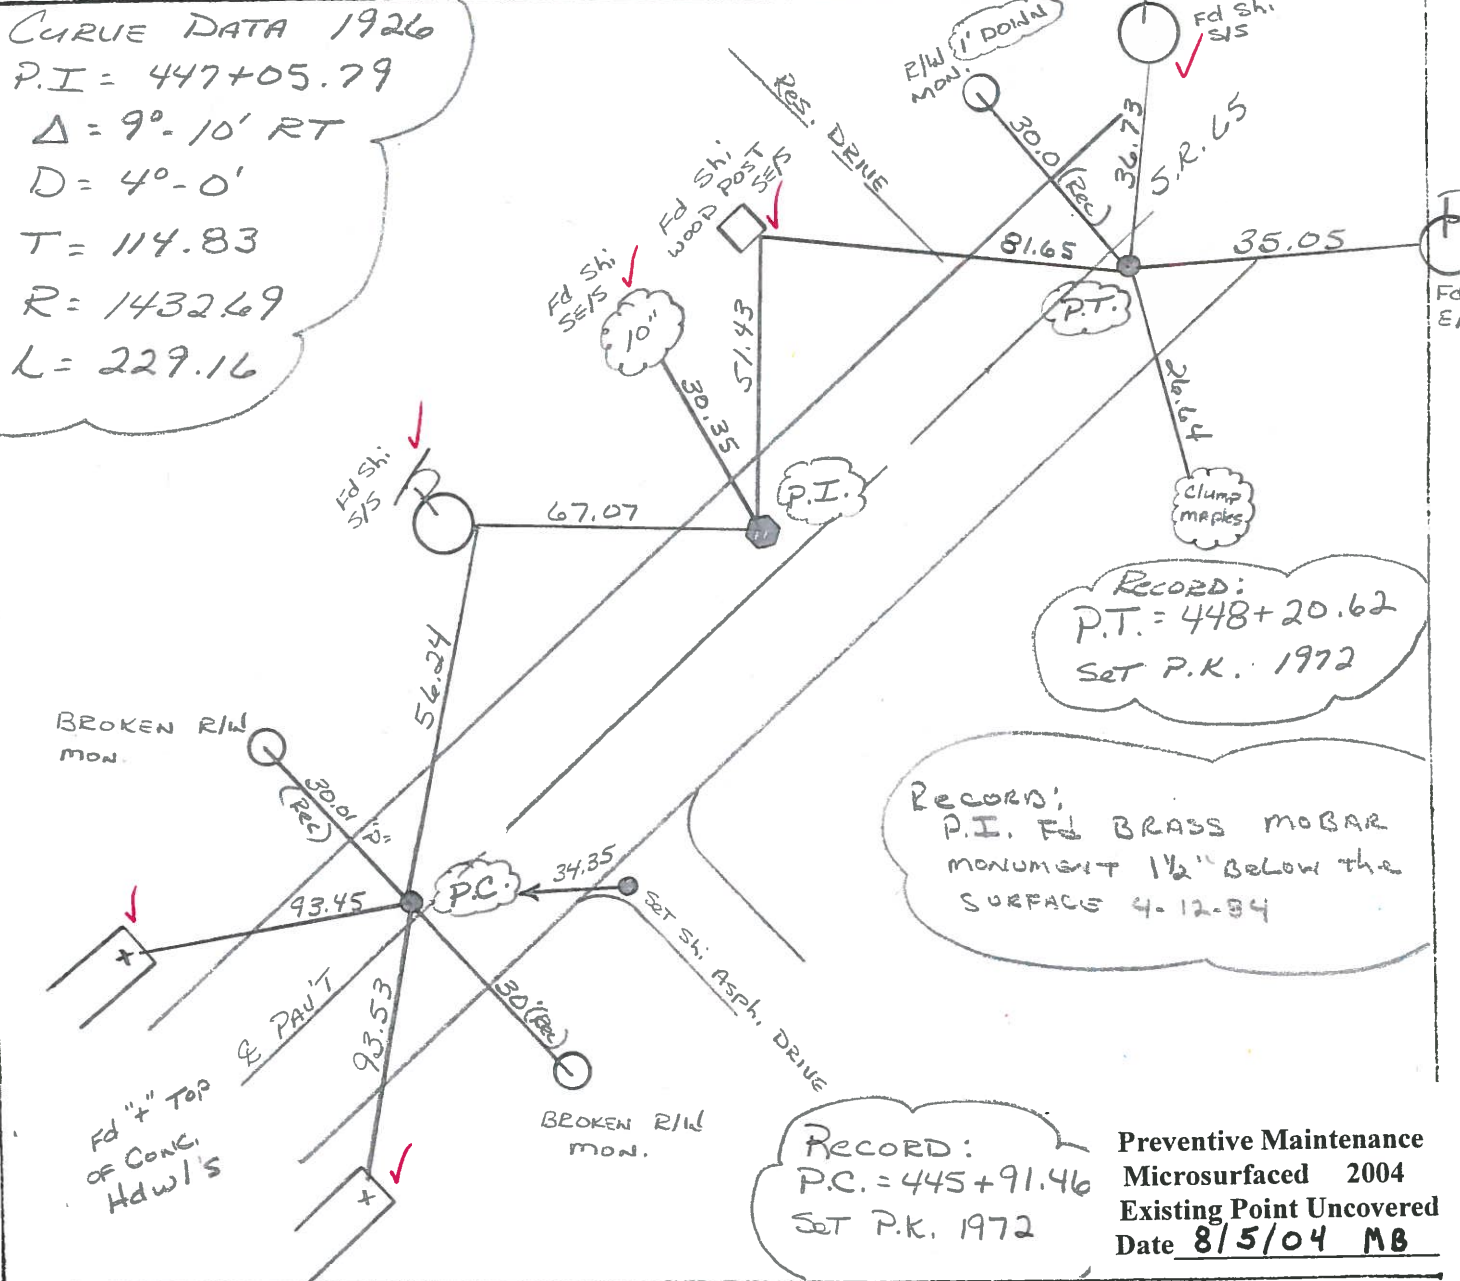 CURVE DATA 1926
P.I = 447+05.79
Δ = 9°-10' RT
D = 4°-0'
T = 114.83
R = 1432.69
L = 229.16
R/W 1' DOWN
MON.
Fd Shi
S/S
Res. DRIVE
30.0
(Rec)
36.73
S.R. 65
Fd Shi
WOOD POST
SE/S
81.65
35.05
P.T.
Fd Shi
SE/S
10"
30.35
51.43
26.64
Clump
maples
Fd Shi
S/S
67.07
P.I.
RECORD:
P.T. = 448+20.62
SeT P.K. 1972
56.24
BROKEN R/W
MON.
30.01
(Rec)
RecORD:
P.I. Fd BRASS MOBAR
MONUMENT 1½" BeLOW the
SURFACE 4-12-84
93.45
P.C.
34.35
SeT Shi
Asph. DRIVE
℄ PAV'T
93.53
30' (Rec)
Fd "+" TOP
OF CONC.
Hdwl's
BROKEN R/W
MON.
RECORD:
P.C. = 445+91.46
SeT P.K. 1972
Preventive Maintenance
Microsurfaced 2004
Existing Point Uncovered
Date 8/5/04 MB